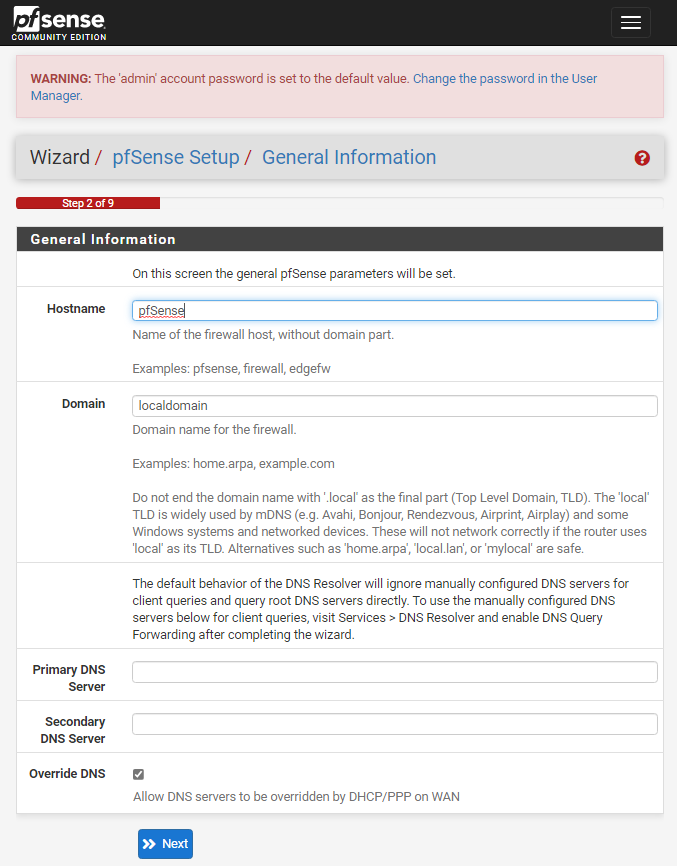 pfsense
COMMUNITY EDITION
WARNING: The 'admin' account password is set to the default value. Change the password in the User
Manager.
Wizard / pfSense Setup / General Information
Step 2 of 9
General Information
On this screen the general pfSense parameters will be set.
Hostname
pfSense
Name of the firewall host, without domain part.
Examples: pfsense, firewall, edgefw
Domain
localdomain
Domain name for the firewall.
Examples: home.arpa, example.com
Do not end the domain name with '.local' as the final part (Top Level Domain, TLD). The 'local'
TLD is widely used by mDNS (e.g. Avahi, Bonjour, Rendezvous, Airprint, Airplay) and some
Windows systems and networked devices. These will not network correctly if the router uses
'local' as its TLD. Alternatives such as 'home.arpa', 'local.lan', or 'mylocal' are safe.
The default behavior of the DNS Resolver will ignore manually configured DNS servers for
client queries and query root DNS servers directly. To use the manually configured DNS
servers below for client queries, visit Services > DNS Resolver and enable DNS Query
Forwarding after completing the wizard.
Primary DNS
Server
Secondary
DNS Server
Override DNS
Allow DNS servers to be overridden by DHCP/PPP on WAN
Next